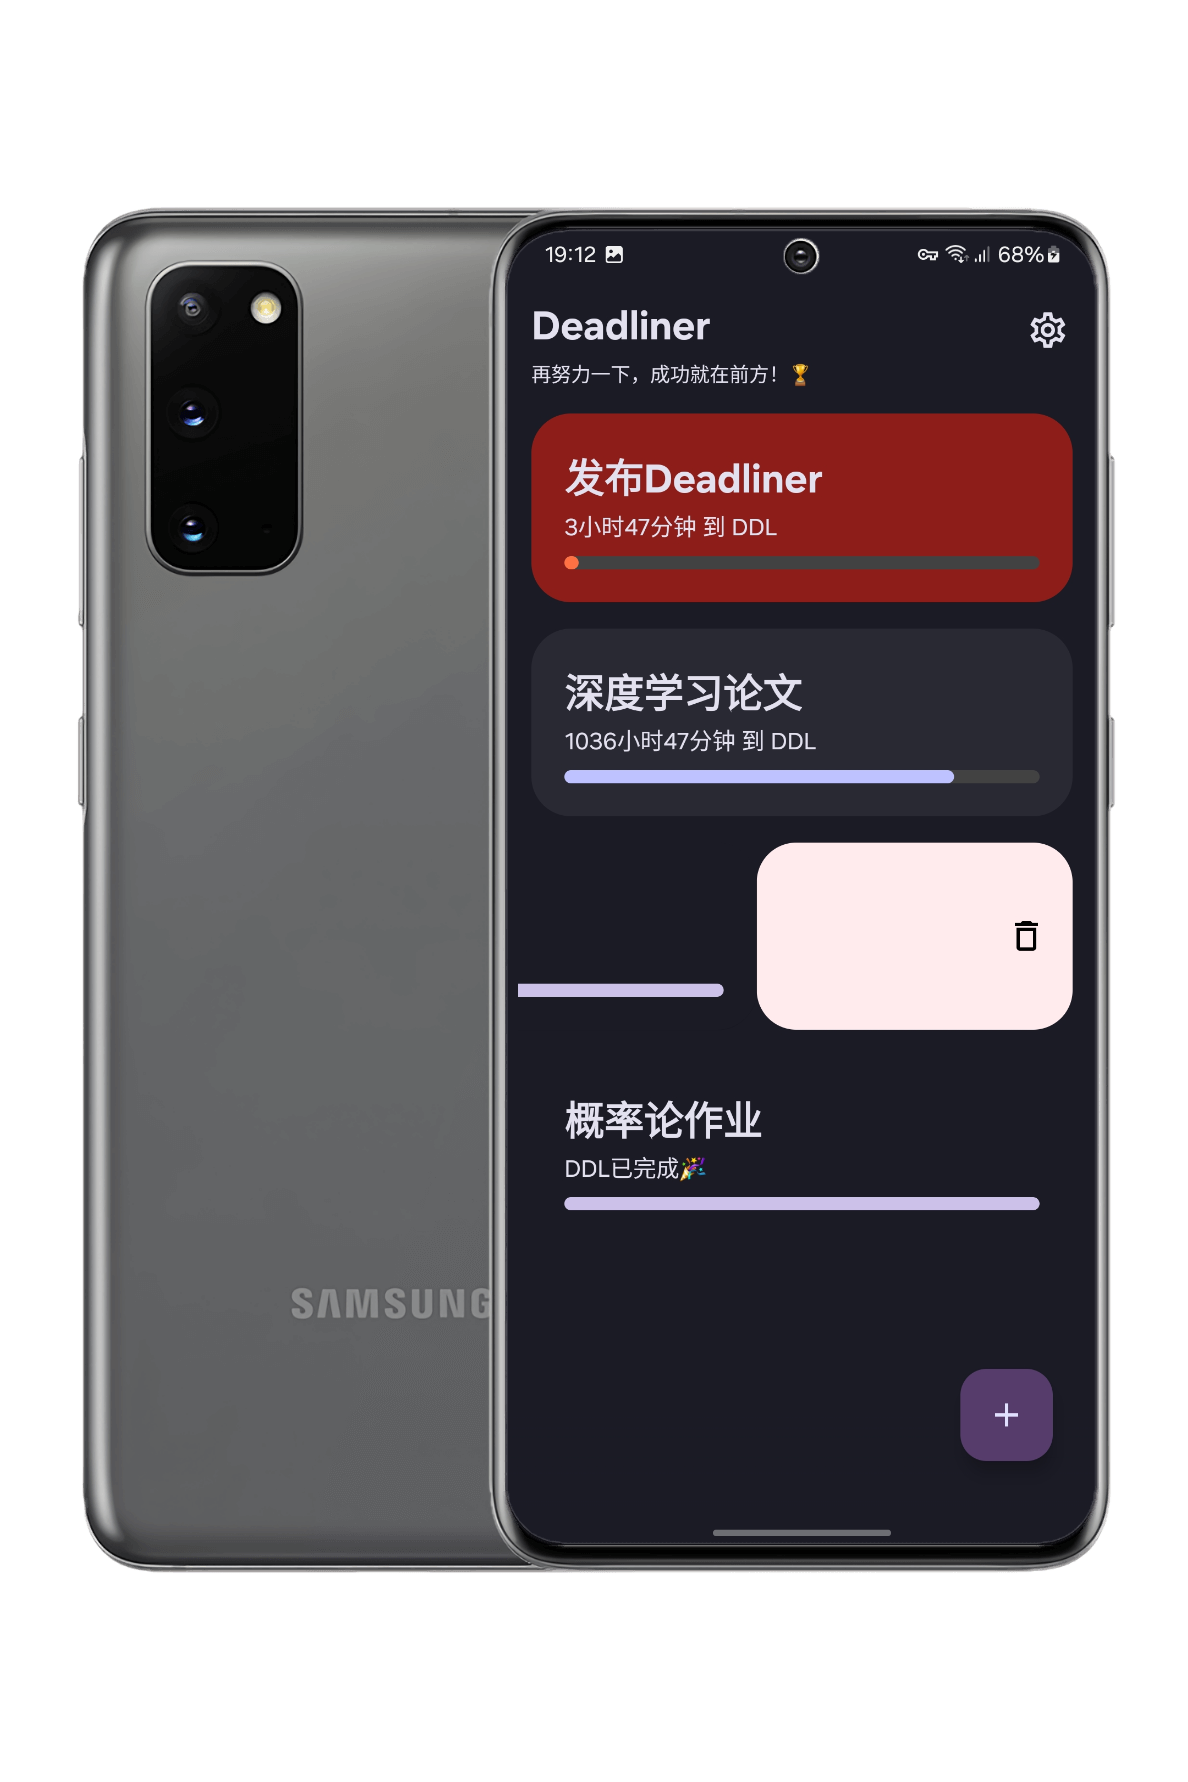 19:12
68%
Deadliner
再努力一下，成功就在前方！🏆
发布Deadliner
3小时47分钟 到 DDL
深度学习论文
1036小时47分钟 到 DDL
概率论作业
DDL已完成🎉
SAMSUNG